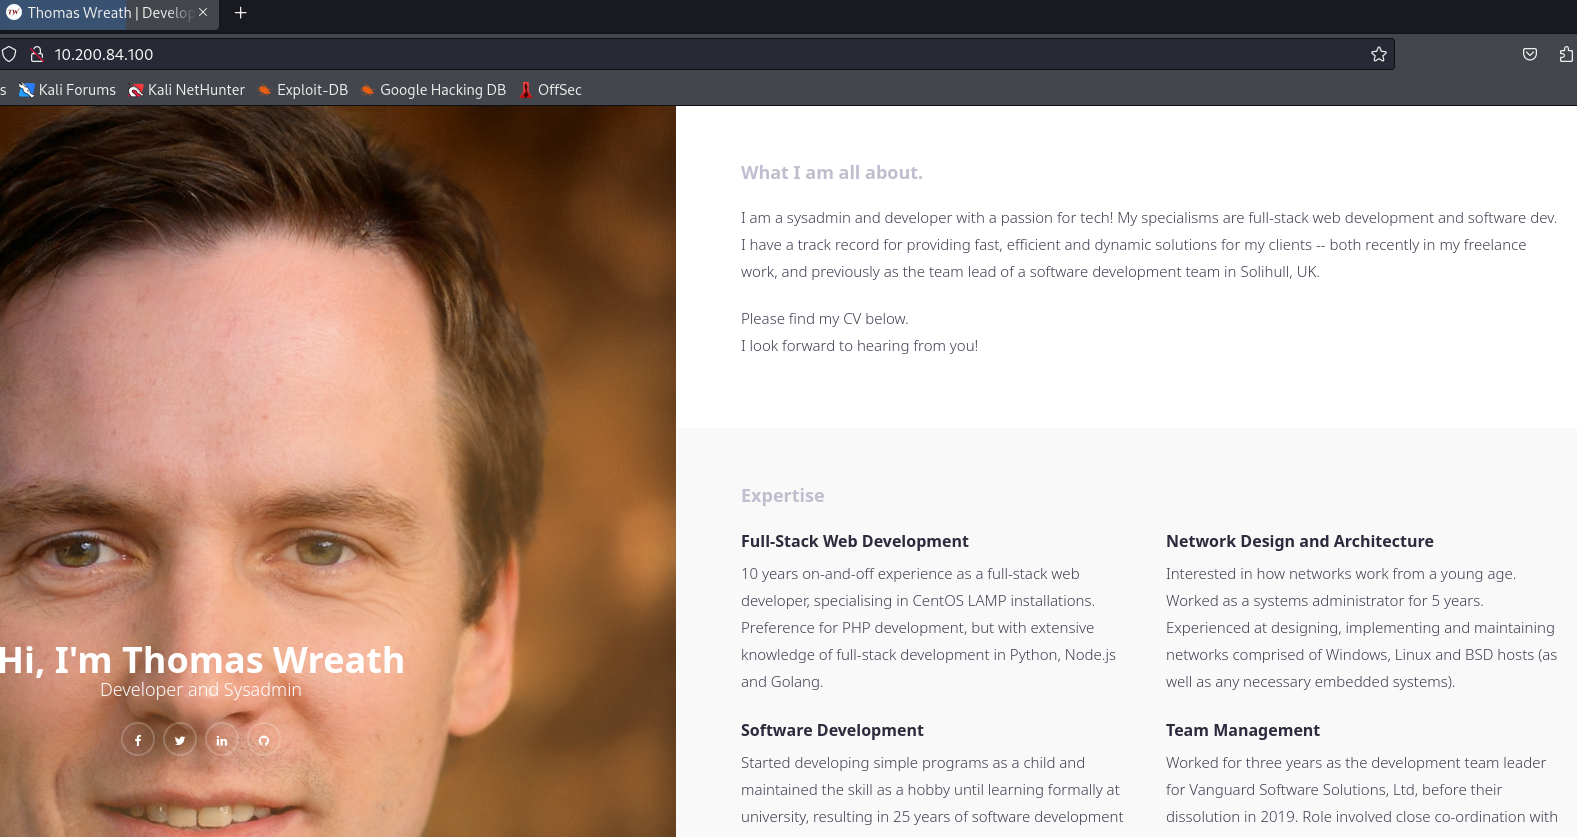 Thomas Wreath | Develop
10.200.84.100
s Kali Forums Kali NetHunter Exploit-DB Google Hacking DB OffSec
Hi, I'm Thomas Wreath
Developer and Sysadmin
What I am all about.
I am a sysadmin and developer with a passion for tech! My specialisms are full-stack web development and software dev.
I have a track record for providing fast, efficient and dynamic solutions for my clients -- both recently in my freelance
work, and previously as the team lead of a software development team in Solihull, UK.
Please find my CV below.
I look forward to hearing from you!
Expertise
Full-Stack Web Development
10 years on-and-off experience as a full-stack web
developer, specialising in CentOS LAMP installations.
Preference for PHP development, but with extensive
knowledge of full-stack development in Python, Node.js
and Golang.
Network Design and Architecture
Interested in how networks work from a young age.
Worked as a systems administrator for 5 years.
Experienced at designing, implementing and maintaining
networks comprised of Windows, Linux and BSD hosts (as
well as any necessary embedded systems).
Software Development
Started developing simple programs as a child and
maintained the skill as a hobby until learning formally at
university, resulting in 25 years of software development
Team Management
Worked for three years as the development team leader
for Vanguard Software Solutions, Ltd, before their
dissolution in 2019. Role involved close co-ordination with